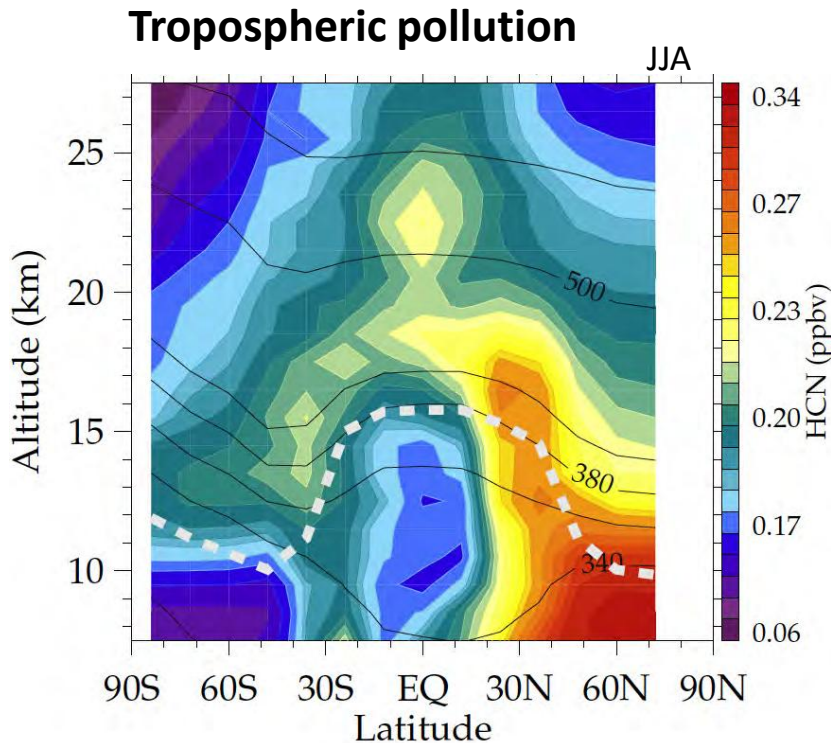 Tropospheric pollution
JJA
25
20
15
10
Altitude (km)
500
380
340
90S 60S 30S EQ 30N 60N 90N
Latitude
0.34
0.27
0.23
0.20
0.17
0.06
HCN (ppbv)